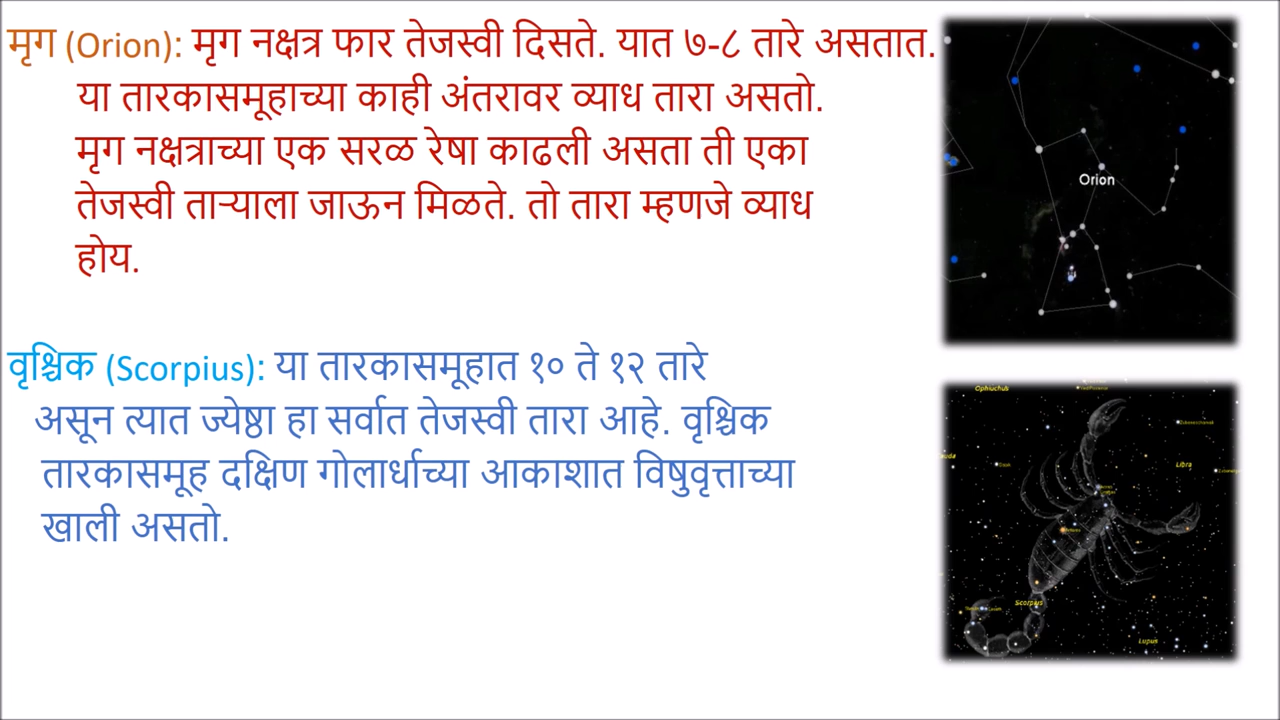 मृग (Orion): मृग नक्षत्र फार तेजस्वी दिसते. यात ७-८ तारे असतात.
या तारकासमूहाच्या काही अंतरावर व्याध तारा असतो.
मृग नक्षत्राच्या एक सरळ रेषा काढली असता ती एका
तेजस्वी ताऱ्याला जाऊन मिळते. तो तारा म्हणजे व्याध
होय.
Orion
वृश्चिक (Scorpius): या तारकासमूहात १० ते १२ तारे
असून त्यात ज्येष्ठा हा सर्वात तेजस्वी तारा आहे. वृश्चिक
तारकासमूह दक्षिण गोलार्धाच्या आकाशात विषुवृत्ताच्या
खाली असतो.
Ophiuchus
Libra
Scorpius
Lupus